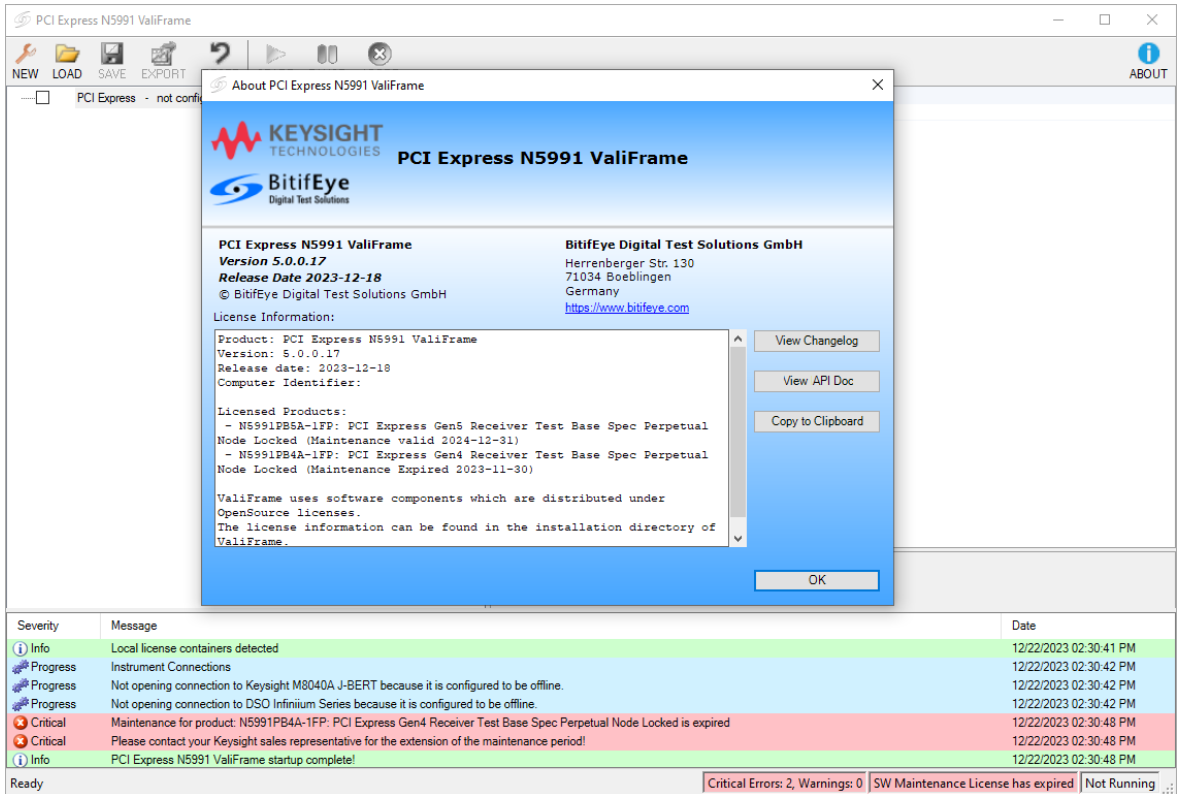 PCI Express N5991 ValiFrame
NEW LOAD SAVE EXPORT
ABOUT
PCI Express - not config
About PCI Express N5991 ValiFrame
KEYSIGHT
TECHNOLOGIES
PCI Express N5991 ValiFrame
BitifEye
Digital Test Solutions
PCI Express N5991 ValiFrame
Version 5.0.0.17
Release Date 2023-12-18
© BitifEye Digital Test Solutions GmbH
BitifEye Digital Test Solutions GmbH
Herrenberger Str. 130
71034 Boeblingen
Germany
https://www.bitifeye.com
License Information:
Product: PCI Express N5991 ValiFrame
Version: 5.0.0.17
Release date: 2023-12-18
Computer Identifier:
Licensed Products:
- N5991PB5A-1FP: PCI Express Gen5 Receiver Test Base Spec Perpetual
Node Locked (Maintenance valid 2024-12-31)
- N5991PB4A-1FP: PCI Express Gen4 Receiver Test Base Spec Perpetual
Node Locked (Maintenance Expired 2023-11-30)
ValiFrame uses software components which are distributed under
OpenSource licenses.
The license information can be found in the installation directory of
ValiFrame.
View Changelog
View API Doc
Copy to Clipboard
OK
Severity Message Date
Info Local license containers detected 12/22/2023 02:30:41 PM
Progress Instrument Connections 12/22/2023 02:30:42 PM
Progress Not opening connection to Keysight M8040A J-BERT because it is configured to be offline. 12/22/2023 02:30:42 PM
Progress Not opening connection to DSO Infiniium Series because it is configured to be offline. 12/22/2023 02:30:42 PM
Critical Maintenance for product: N5991PB4A-1FP: PCI Express Gen4 Receiver Test Base Spec Perpetual Node Locked is expired 12/22/2023 02:30:48 PM
Critical Please contact your Keysight sales representative for the extension of the maintenance period! 12/22/2023 02:30:48 PM
Info PCI Express N5991 ValiFrame startup complete! 12/22/2023 02:30:48 PM
Ready Critical Errors: 2, Warnings: 0 SW Maintenance License has expired Not Running